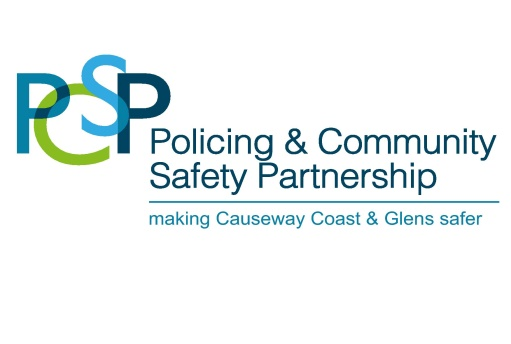 PCSP
Policing & Community
Safety Partnership
making Causeway Coast & Glens safer